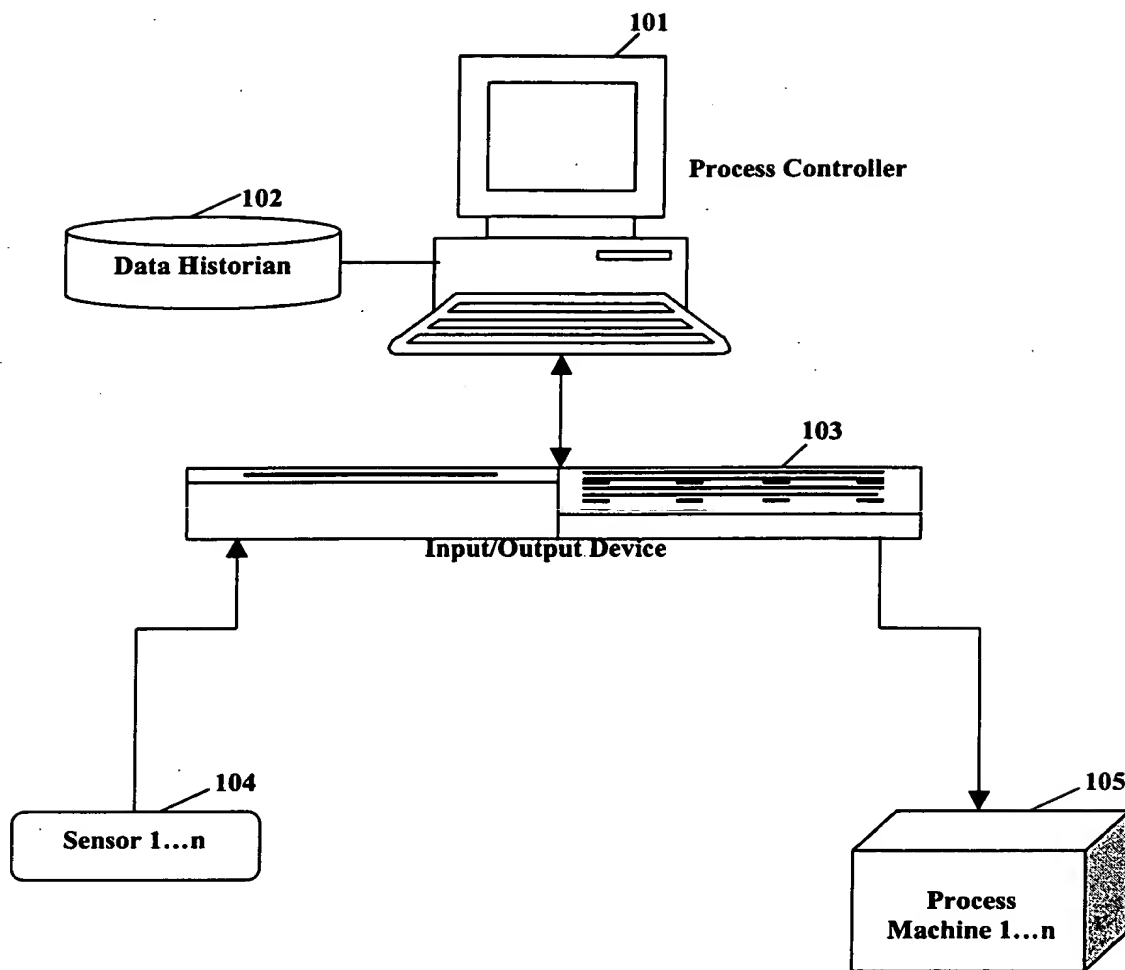 101
Process Controller
102
Data Historian
103
Input/Output Device
104
Sensor 1...n
105
Process
Machine 1...n